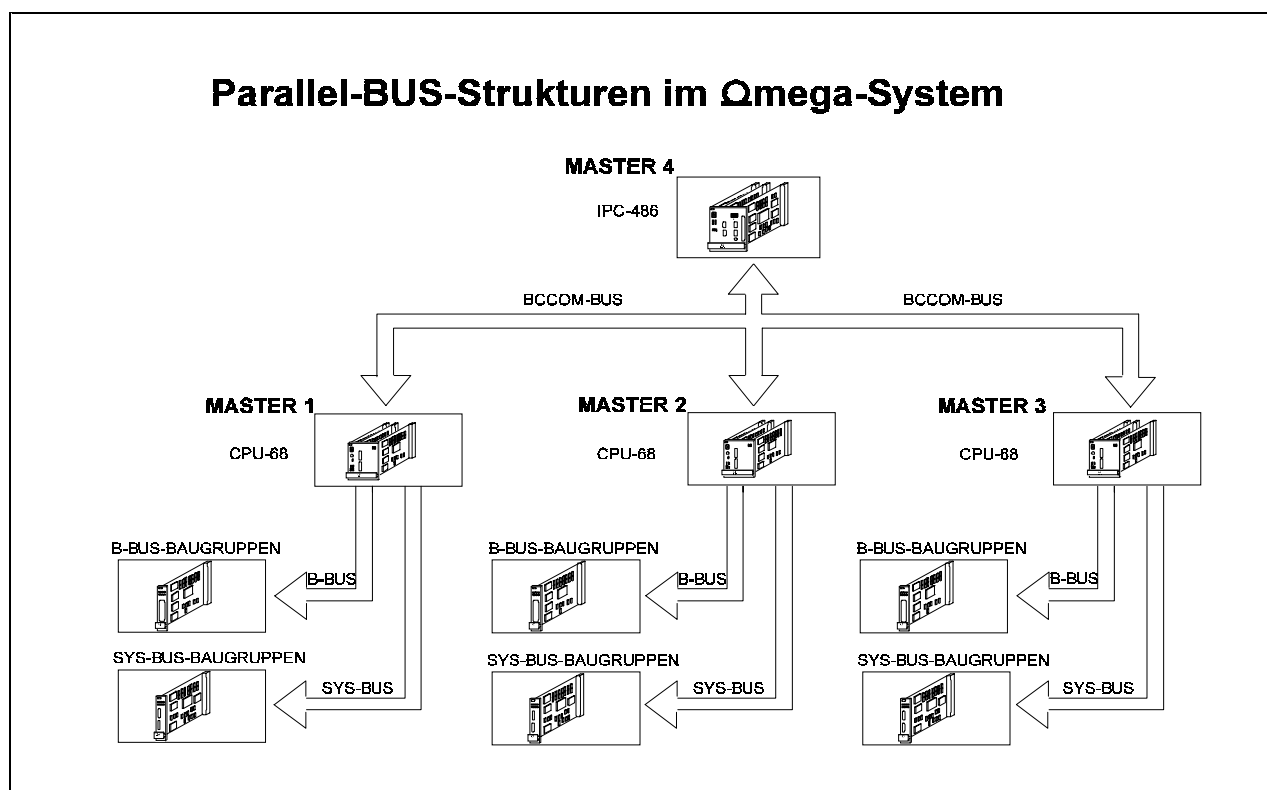 Parallel-BUS-Strukturen im Ωmega-System
MASTER 4
IPC-486
BCCOM-BUS
BCCOM-BUS
MASTER 1
MASTER 2
MASTER 3
CPU-68
CPU-68
CPU-68
B-BUS-BAUGRUPPEN
B-BUS-BAUGRUPPEN
B-BUS-BAUGRUPPEN
B-BUS
B-BUS
B-BUS
SYS-BUS-BAUGRUPPEN
SYS-BUS-BAUGRUPPEN
SYS-BUS-BAUGRUPPEN
SYS-BUS
SYS-BUS
SYS-BUS